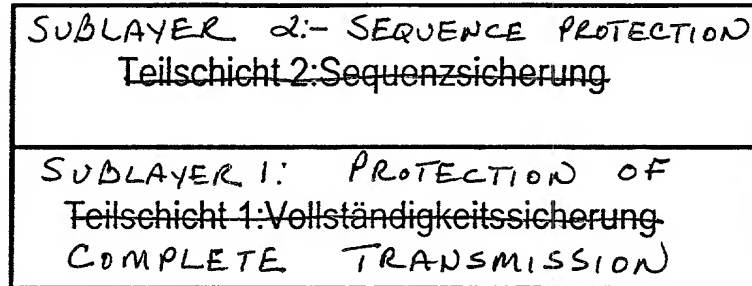 SUBLAYER 2:- SEQUENCE PROTECTION
Teilschicht 2:Sequenzsicherung
SUBLAYER 1: PROTECTION OF
Teilschicht 1:Vollständigkeitssicherung
COMPLETE TRANSMISSION